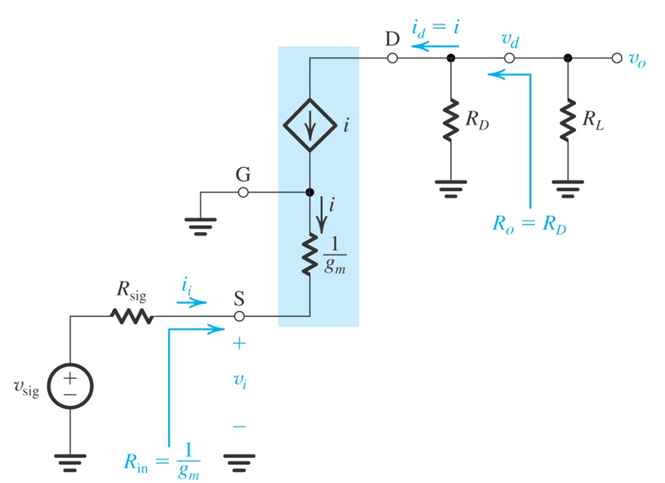 i_d = i
D
v_d
v_o
i
R_D
R_L
G
i
1/g_m
R_o = R_D
R_sig
i_i
S
+
v_sig
+
−
v_i
−
R_in = 1/g_m